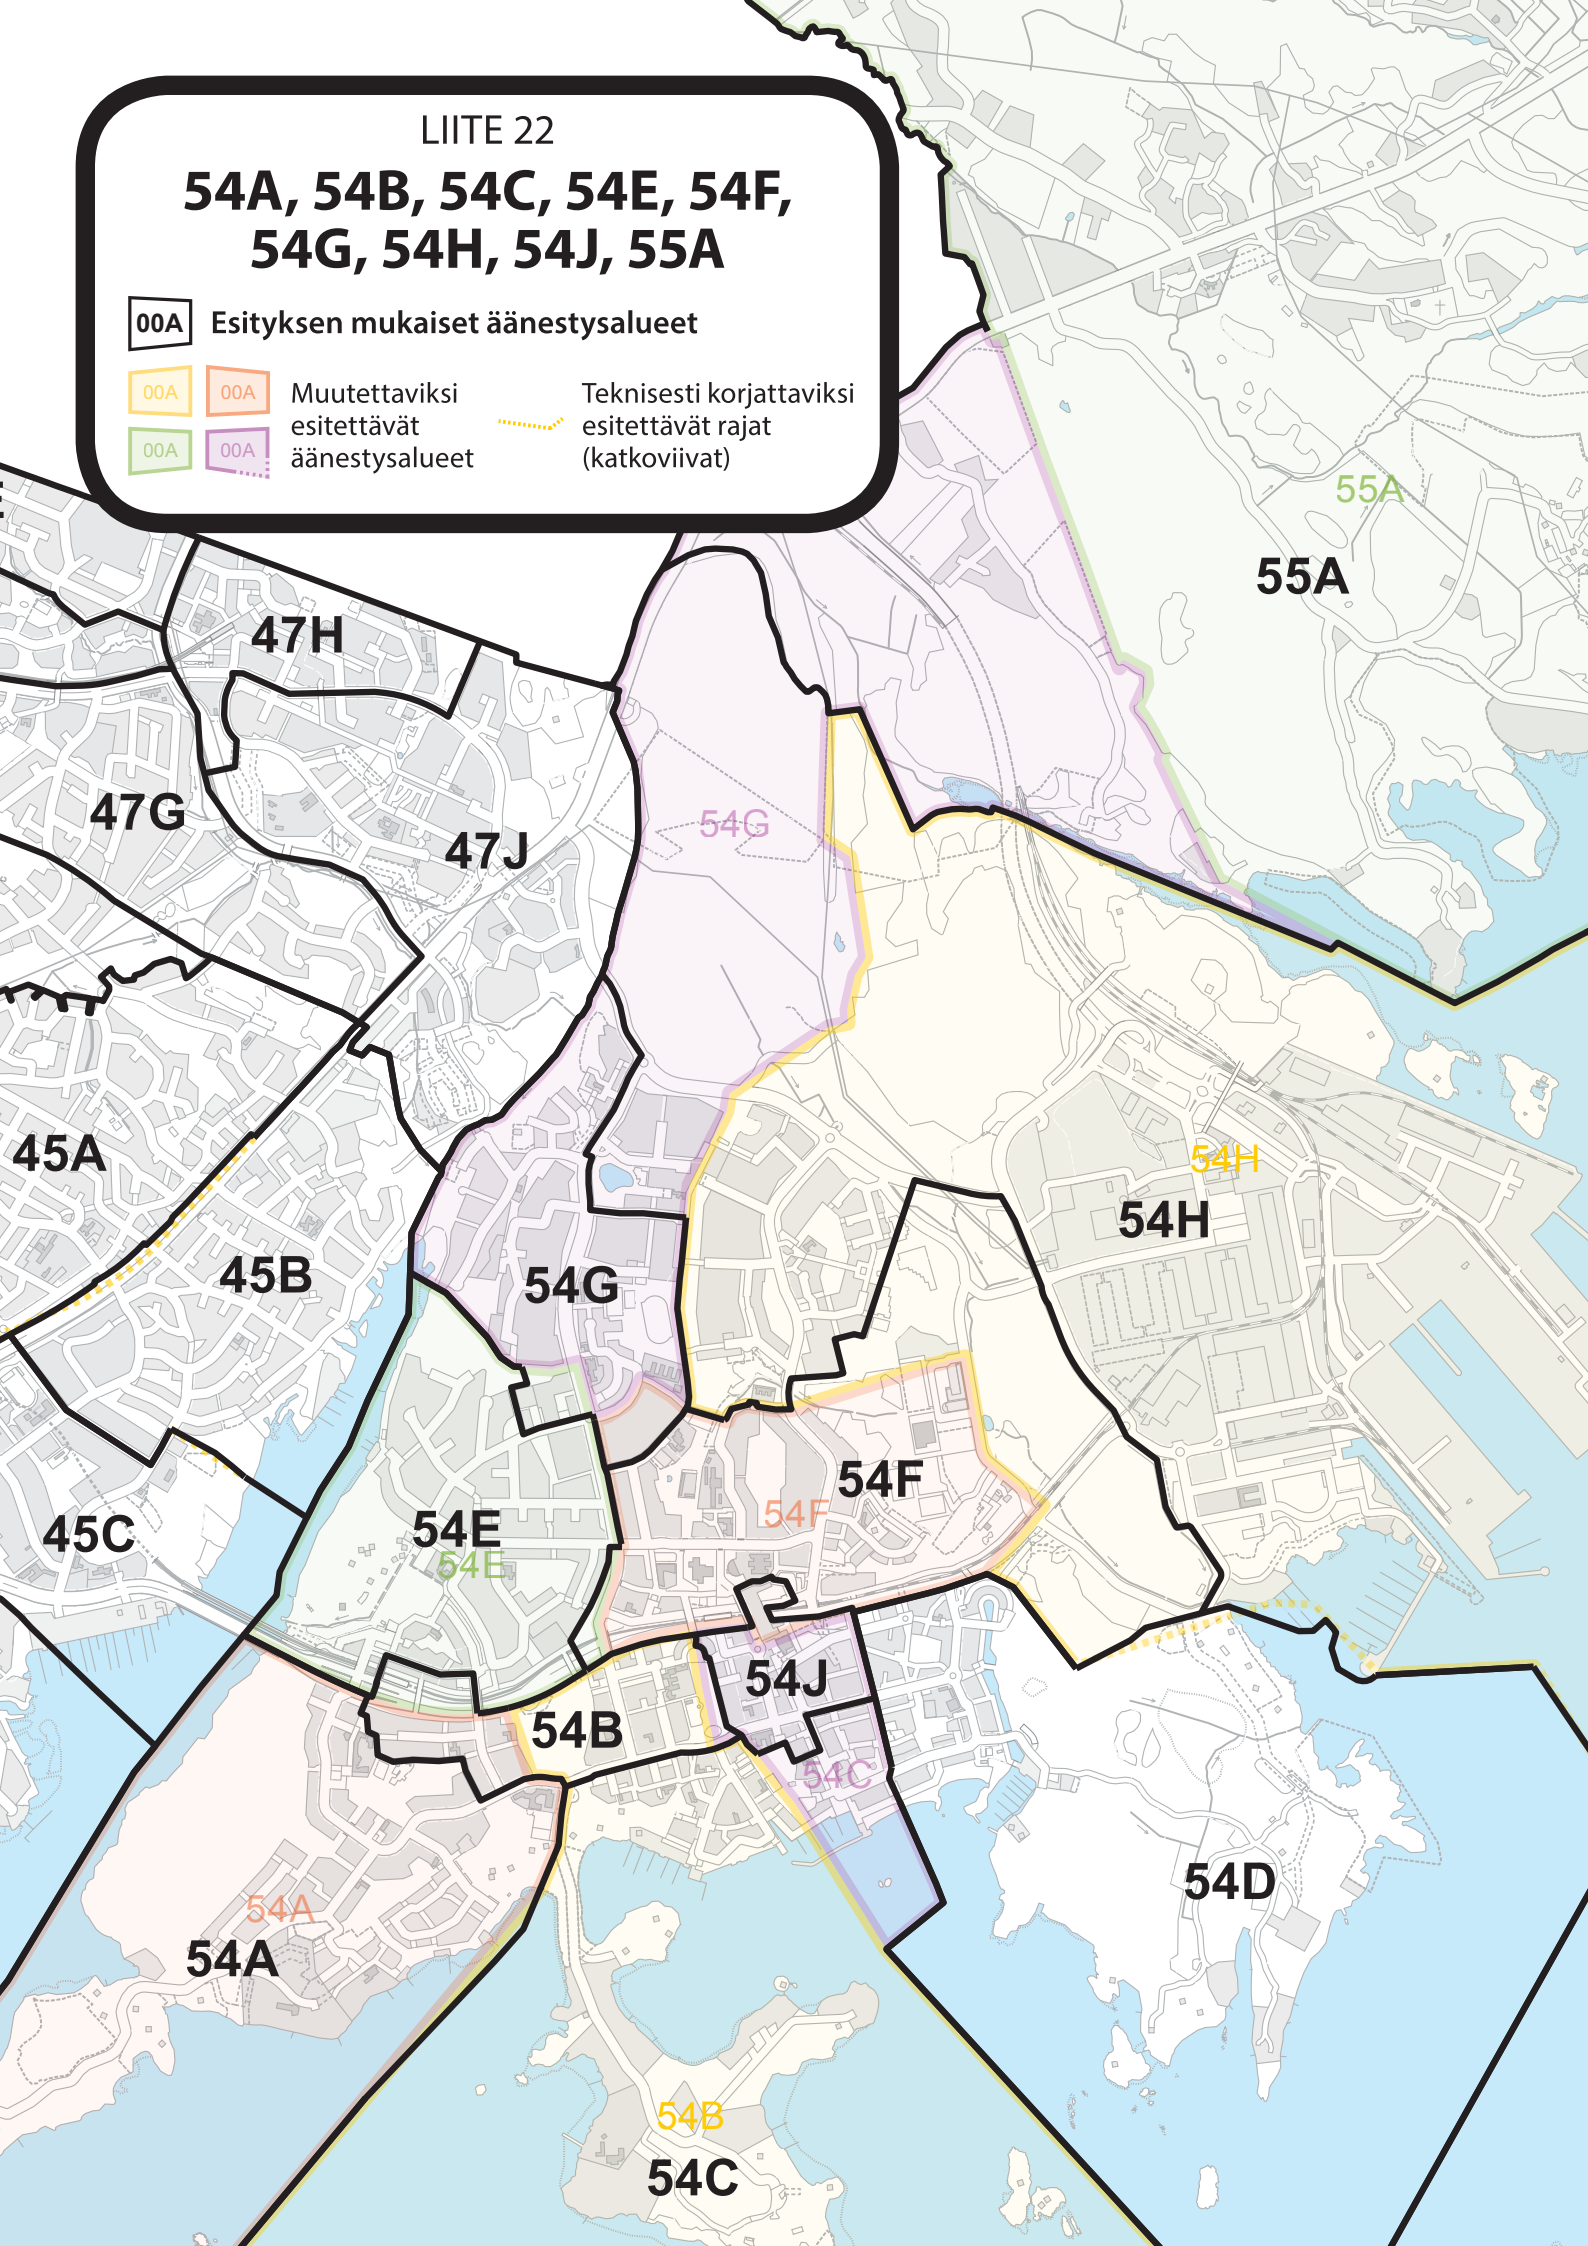 LIITE 22
54A, 54B, 54C, 54E, 54F,
54G, 54H, 54J, 55A
00A Esityksen mukaiset äänestysalueet
00A 00A
00A 00A
Muutettaviksi
esitettävät
äänestysalueet
Teknisesti korjattaviksi
esitettävät rajat
(katkoviivat)
55A
55A
47H
47G
47J
54G
45A
54H
54H
45B
54G
54F
54F
45C
54E
54E
54J
54B
54C
54D
54A
54A
54B
54C